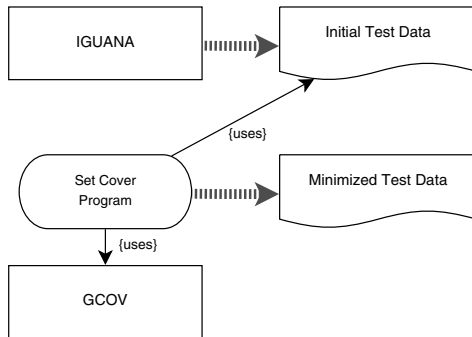 IGUANA
Initial Test Data
{uses}
Set Cover
Program
Minimized Test Data
{uses}
GCOV